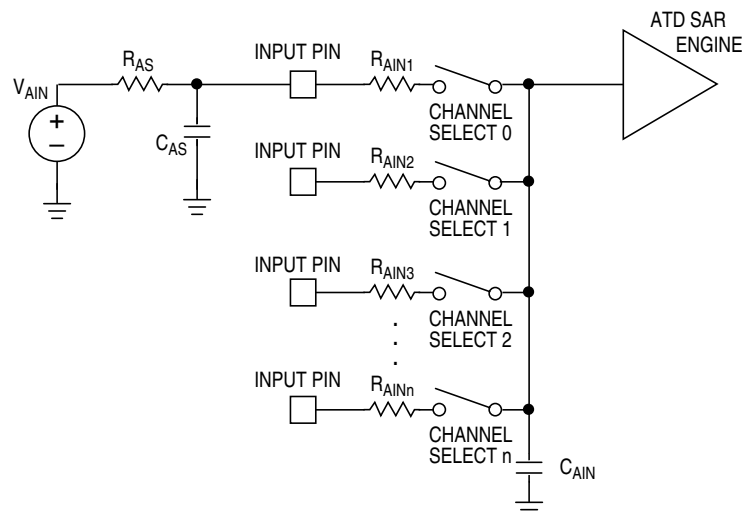 ATD SAR
ENGINE
INPUT PIN
R_AS
R_AIN1
V_AIN
+
–
C_AS
CHANNEL
SELECT 0
INPUT PIN
R_AIN2
CHANNEL
SELECT 1
INPUT PIN
R_AIN3
CHANNEL
SELECT 2
.
.
.
INPUT PIN
R_AINn
CHANNEL
SELECT n
C_AIN